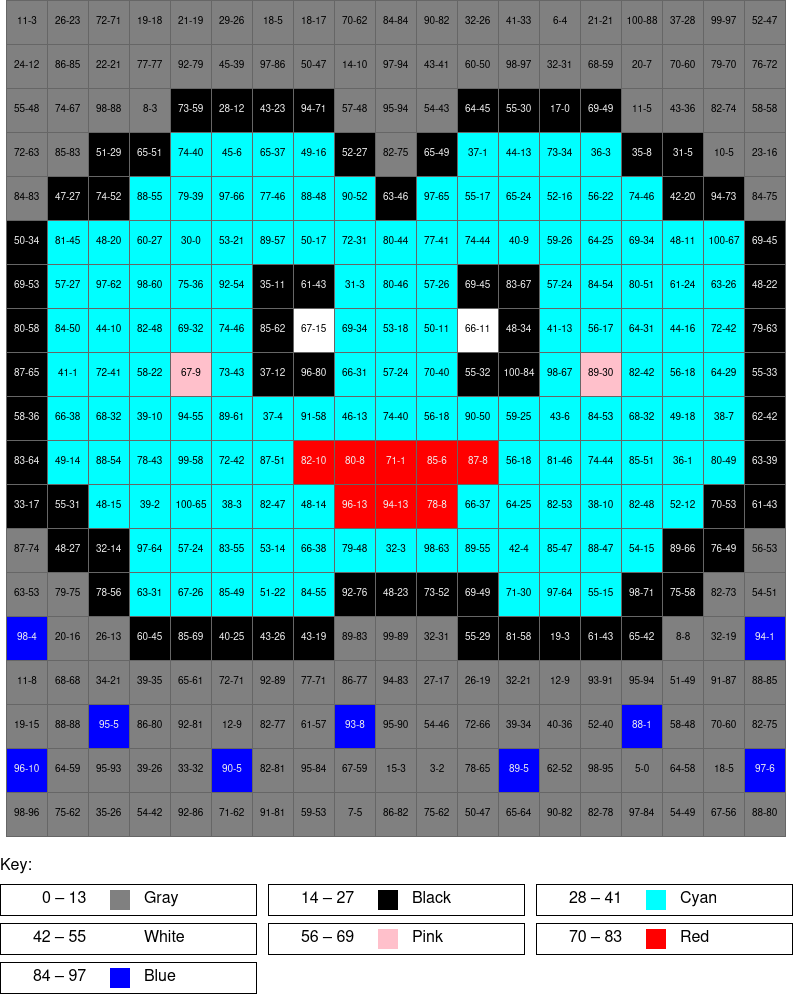 11-3 26-23 72-71 19-18 21-19 29-26 18-5 18-17 70-62 84-84 90-82 32-26 41-33 6-4 21-21 100-88 37-28 99-97 52-47
24-12 86-85 22-21 77-77 92-79 45-39 97-86 50-47 14-10 97-94 43-41 60-50 98-97 32-31 68-59 20-7 70-60 79-70 76-72
55-48 74-67 98-88 8-3 73-59 28-12 43-23 94-71 57-48 95-94 54-43 64-45 55-30 17-0 69-49 11-5 43-36 82-74 58-58
72-63 85-83 51-29 65-51 74-40 45-6 65-37 49-16 52-27 82-75 65-49 37-1 44-13 73-34 36-3 35-8 31-5 10-5 23-16
84-83 47-27 74-52 88-55 79-39 97-66 77-46 88-48 90-52 63-46 97-65 55-17 65-24 52-16 56-22 74-46 42-20 94-73 84-75
50-34 81-45 48-20 60-27 30-0 53-21 89-57 50-17 72-31 80-44 77-41 74-44 40-9 59-26 64-25 69-34 48-11 100-67 69-45
69-53 57-27 97-62 98-60 75-36 92-54 35-11 61-43 31-3 80-46 57-26 69-45 83-67 57-24 84-54 80-51 61-24 63-26 48-22
80-58 84-50 44-10 82-48 69-32 74-46 85-62 67-15 69-34 53-18 50-11 66-11 48-34 41-13 56-17 64-31 44-16 72-42 79-63
87-65 41-1 72-41 58-22 67-9 73-43 37-12 96-80 66-31 57-24 70-40 55-32 100-84 98-67 89-30 82-42 56-18 64-29 55-33
58-36 66-38 68-32 39-10 94-55 89-61 37-4 91-58 46-13 74-40 56-18 90-50 59-25 43-6 84-53 68-32 49-18 38-7 62-42
83-64 49-14 88-54 78-43 99-58 72-42 87-51 82-10 80-8 71-1 85-6 87-8 56-18 81-46 74-44 85-51 36-1 80-49 63-39
33-17 55-31 48-15 39-2 100-65 38-3 82-47 48-14 96-13 94-13 78-8 66-37 64-25 82-53 38-10 82-48 52-12 70-53 61-43
87-74 48-27 32-14 97-64 57-24 83-55 53-14 66-38 79-48 32-3 98-63 89-55 42-4 85-47 88-47 54-15 89-66 76-49 56-53
63-53 79-75 78-56 63-31 67-26 85-49 51-22 84-55 92-76 48-23 73-52 69-49 71-30 97-64 55-15 98-71 75-58 82-73 54-51
98-4 20-16 26-13 60-45 85-69 40-25 43-26 43-19 89-83 99-89 32-31 55-29 81-58 19-3 61-43 65-42 8-8 32-19 94-1
11-8 68-68 34-21 39-35 65-61 72-71 92-89 77-71 86-77 94-83 27-17 26-19 32-21 12-9 93-91 95-94 51-49 91-87 88-85
19-15 88-88 95-5 86-80 92-81 12-9 82-77 61-57 93-8 95-90 54-46 72-66 39-34 40-36 52-40 88-1 58-48 70-60 82-75
96-10 64-59 95-93 39-26 33-32 90-5 82-81 95-84 67-59 15-3 3-2 78-65 89-5 62-52 98-95 5-0 64-58 18-5 97-6
98-96 75-62 35-26 54-42 92-86 71-62 91-81 59-53 7-5 86-82 75-62 50-47 65-64 90-82 82-78 97-84 54-49 67-56 88-80
Key:
0 – 13 Gray 14 – 27 Black 28 – 41 Cyan
42 – 55 White 56 – 69 Pink 70 – 83 Red
84 – 97 Blue